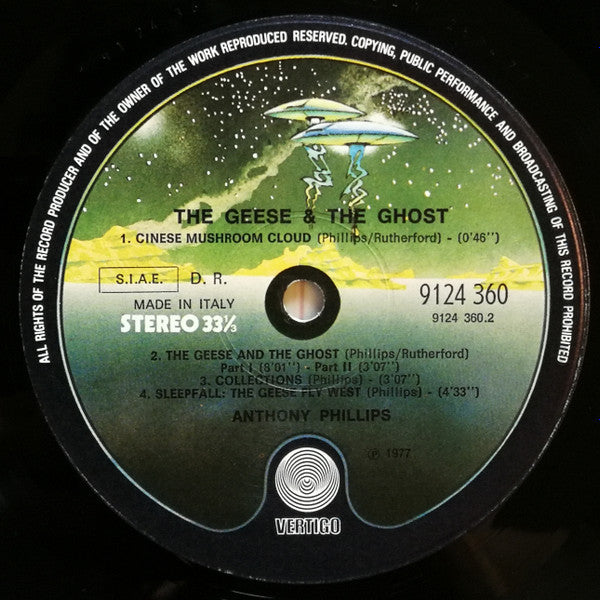 ALL RIGHTS OF THE RECORD PRODUCER AND OF THE OWNER OF THE WORK REPRODUCED RESERVED. COPYING, PUBLIC PERFORMANCE AND BROADCASTING OF THIS RECORD PROHIBITED
THE GEESE & THE GHOST
1. CINESE MUSHROOM CLOUD (Phillips/Rutherford) - (0'46'')
S.I.A.E. D. R.
MADE IN ITALY
STEREO 33⅓
9124 360
9124 360.2
2. THE GEESE AND THE GHOST (Phillips/Rutherford)
Part I (8'01'') - Part II (3'07'')
3. COLLECTIONS (Phillips) - (3'07'')
4. SLEEPFALL: THE GEESE FLY WEST (Phillips) - (4'33'')
ANTHONY PHILLIPS
Ⓟ 1977
VERTIGO